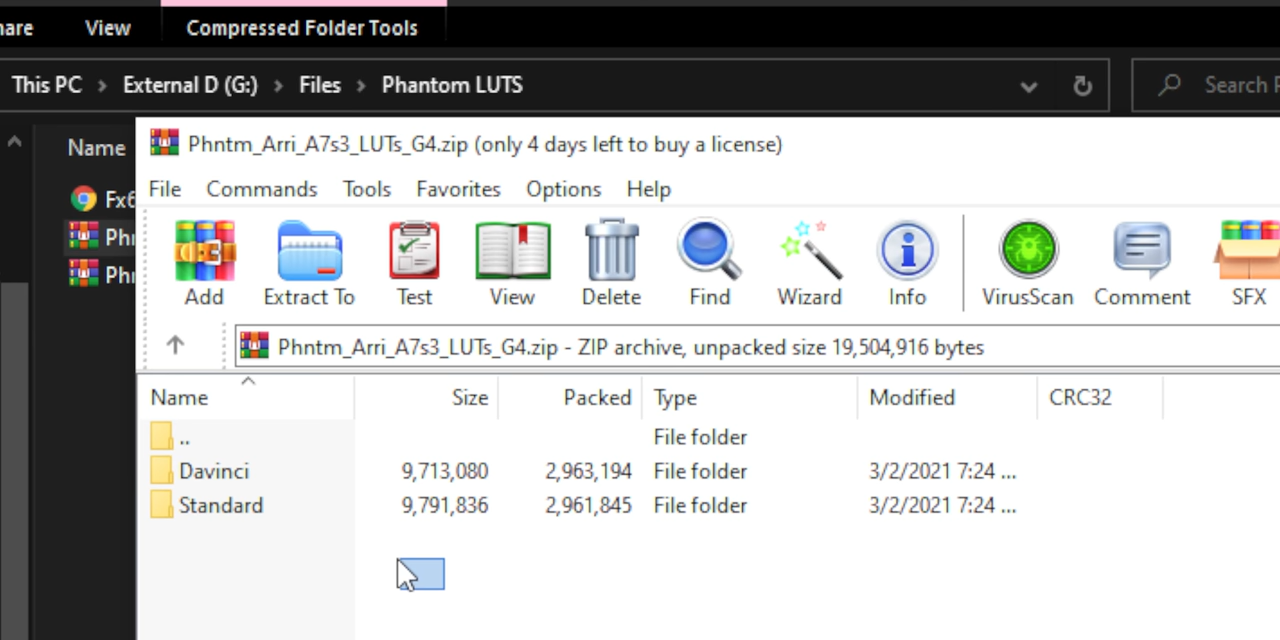 View
Compressed Folder Tools
This PC > External D (G:) > Files > Phantom LUTS
Search
Name
Phntm_Arri_A7s3_LUTs_G4.zip (only 4 days left to buy a license)
File Commands Tools Favorites Options Help
Add Extract To Test View Delete Find Wizard Info VirusScan Comment SFX
Phntm_Arri_A7s3_LUTs_G4.zip - ZIP archive, unpacked size 19,504,916 bytes
Name Size Packed Type Modified CRC32
.. File folder
Davinci 9,713,080 2,963,194 File folder 3/2/2021 7:24 ...
Standard 9,791,836 2,961,845 File folder 3/2/2021 7:24 ...